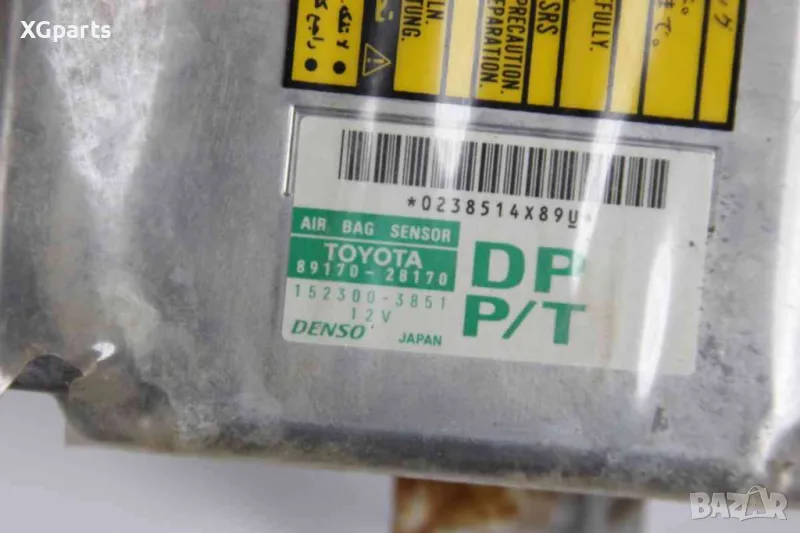 XGparts
LN.
TUNG.
PRECAUTION
PARATION.
SRS
FULLY.
*0238514X89U*
AIR BAG SENSOR
TOYOTA
89170-28170
152300-3851
12V
DENSO JAPAN
DP
P/T
BAZAR